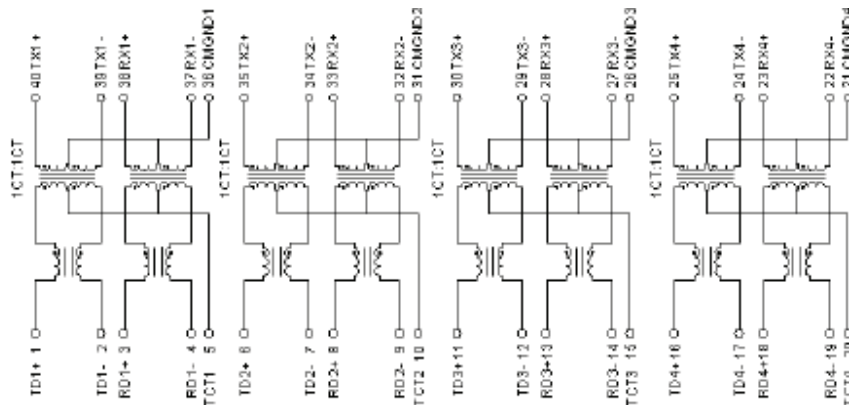 40 TX1+
39 TX1-
38 RX1+
37 RX1-
36 CMGND1
35 TX2+
34 TX2-
33 RX2+
32 RX2-
31 CMGND2
30 TX3+
29 TX3-
28 RX3+
27 RX3-
26 CMGND3
25 TX4+
24 TX4-
23 RX4+
22 RX4-
21 CMGND4
1CT:1CT
1CT:1CT
1CT:1CT
1CT:1CT
TD1+ 1
TD1- 2
RD1+ 3
RD1- 4
TCT1 5
TD2+ 6
TD2- 7
RD2+ 8
RD2- 9
TCT2 10
TD3+ 11
TD3- 12
RD3+ 13
RD3- 14
TCT3 15
TD4+ 16
TD4- 17
RD4+ 18
RD4- 19
TCT4 20